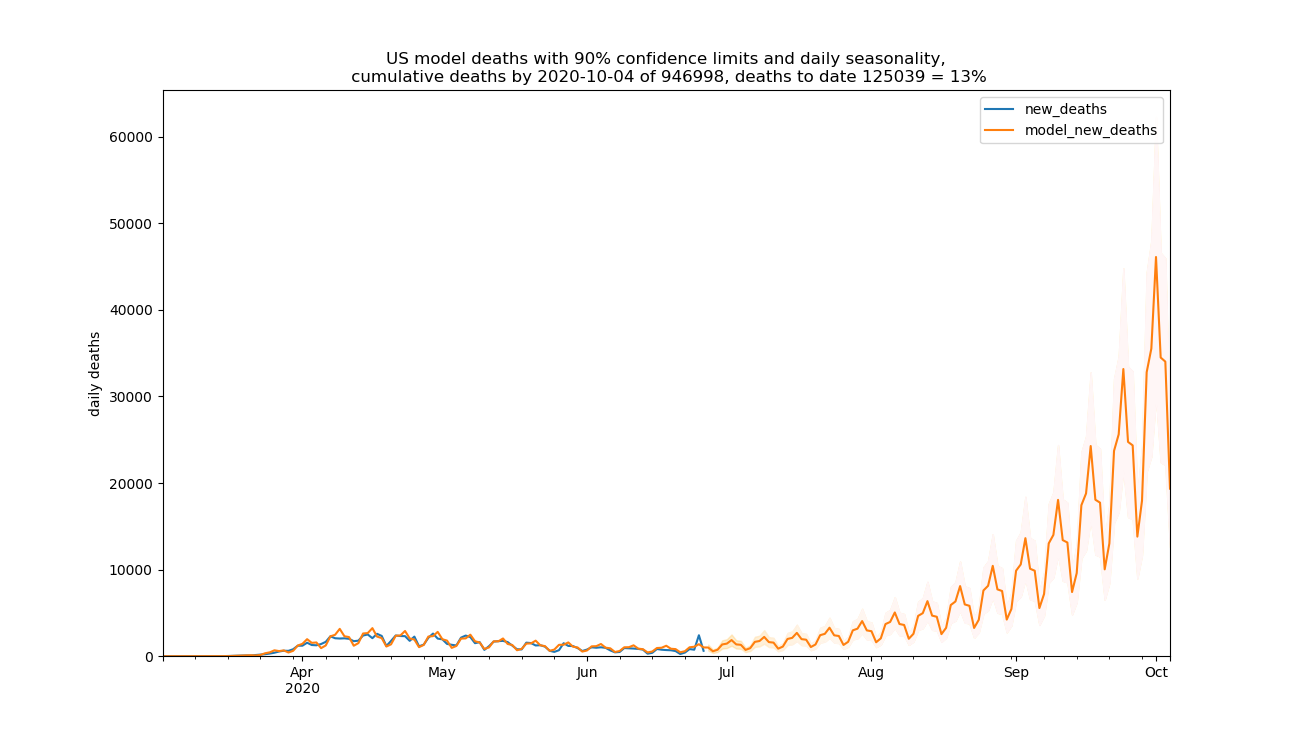 US model deaths with 90% confidence limits and daily seasonality,
cumulative deaths by 2020-10-04 of 946998, deaths to date 125039 = 13%
new_deaths
model_new_deaths
60000
50000
40000
30000
20000
10000
0
daily deaths
Apr
2020
May
Jun
Jul
Aug
Sep
Oct